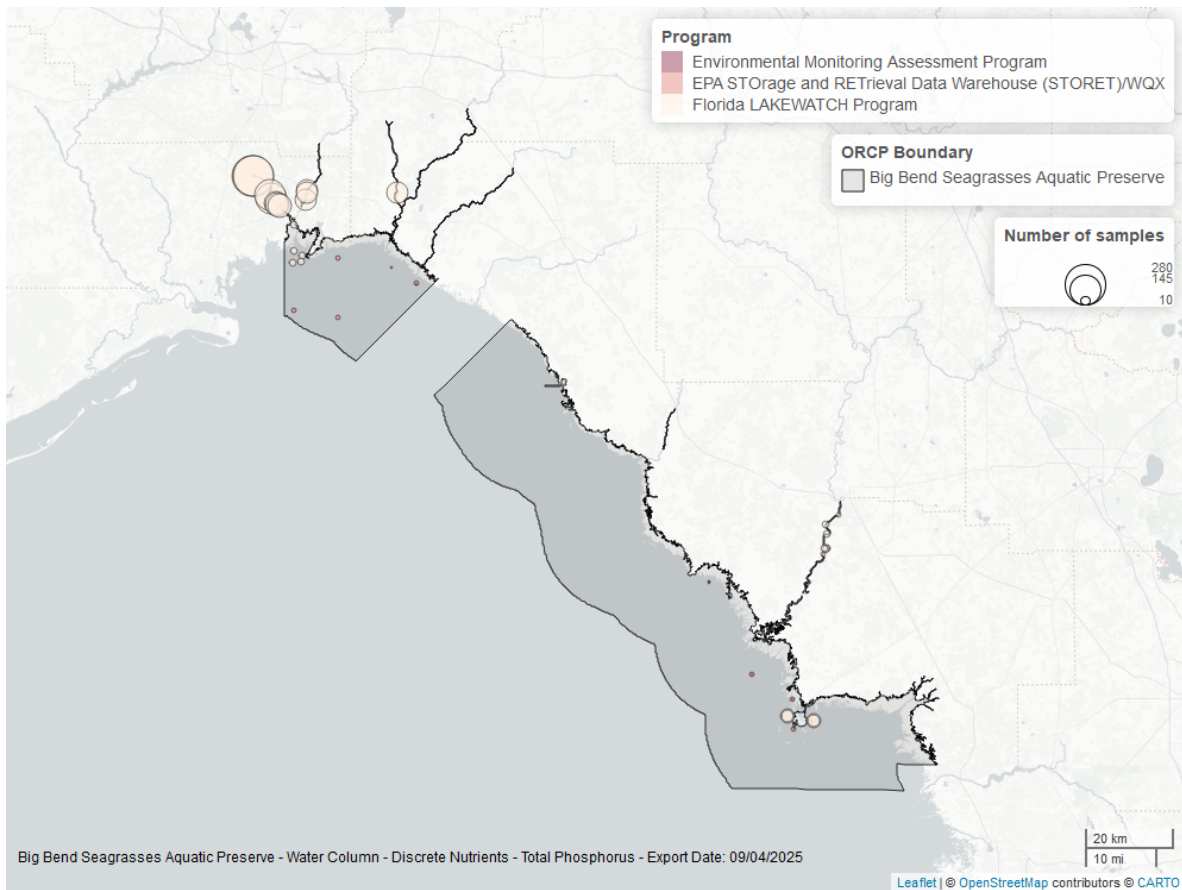 Program
Environmental Monitoring Assessment Program
EPA STOrage and RETrieval Data Warehouse (STORET)/WQX
Florida LAKEWATCH Program
ORCP Boundary
Big Bend Seagrasses Aquatic Preserve
Number of samples
280
145
10
20 km
10 mi
Big Bend Seagrasses Aquatic Preserve - Water Column - Discrete Nutrients - Total Phosphorus - Export Date: 09/04/2025
Leaflet | © OpenStreetMap contributors © CARTO